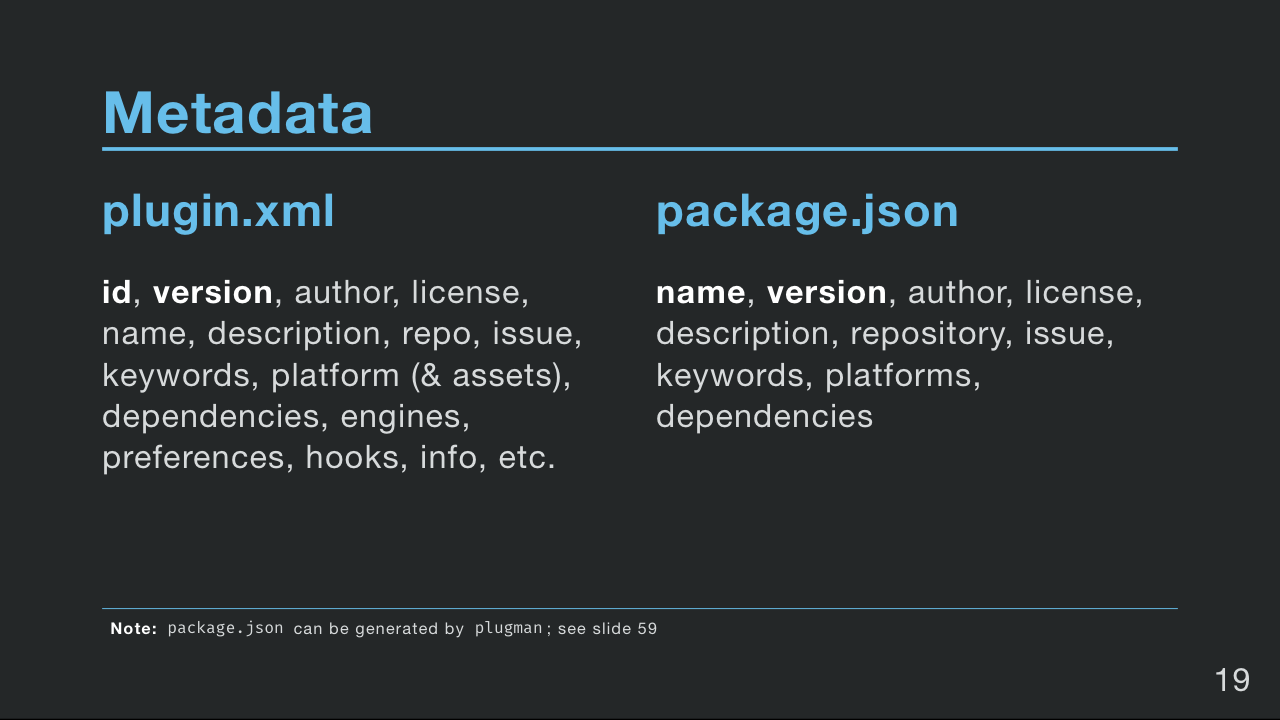 Metadata
plugin.xml
id, version, author, license,
name, description, repo, issue,
keywords, platform (& assets),
dependencies, engines,
preferences, hooks, info, etc.
package.json
name, version, author, license,
description, repository, issue,
keywords, platforms,
dependencies
Note: package.json can be generated by plugman; see slide 59
19